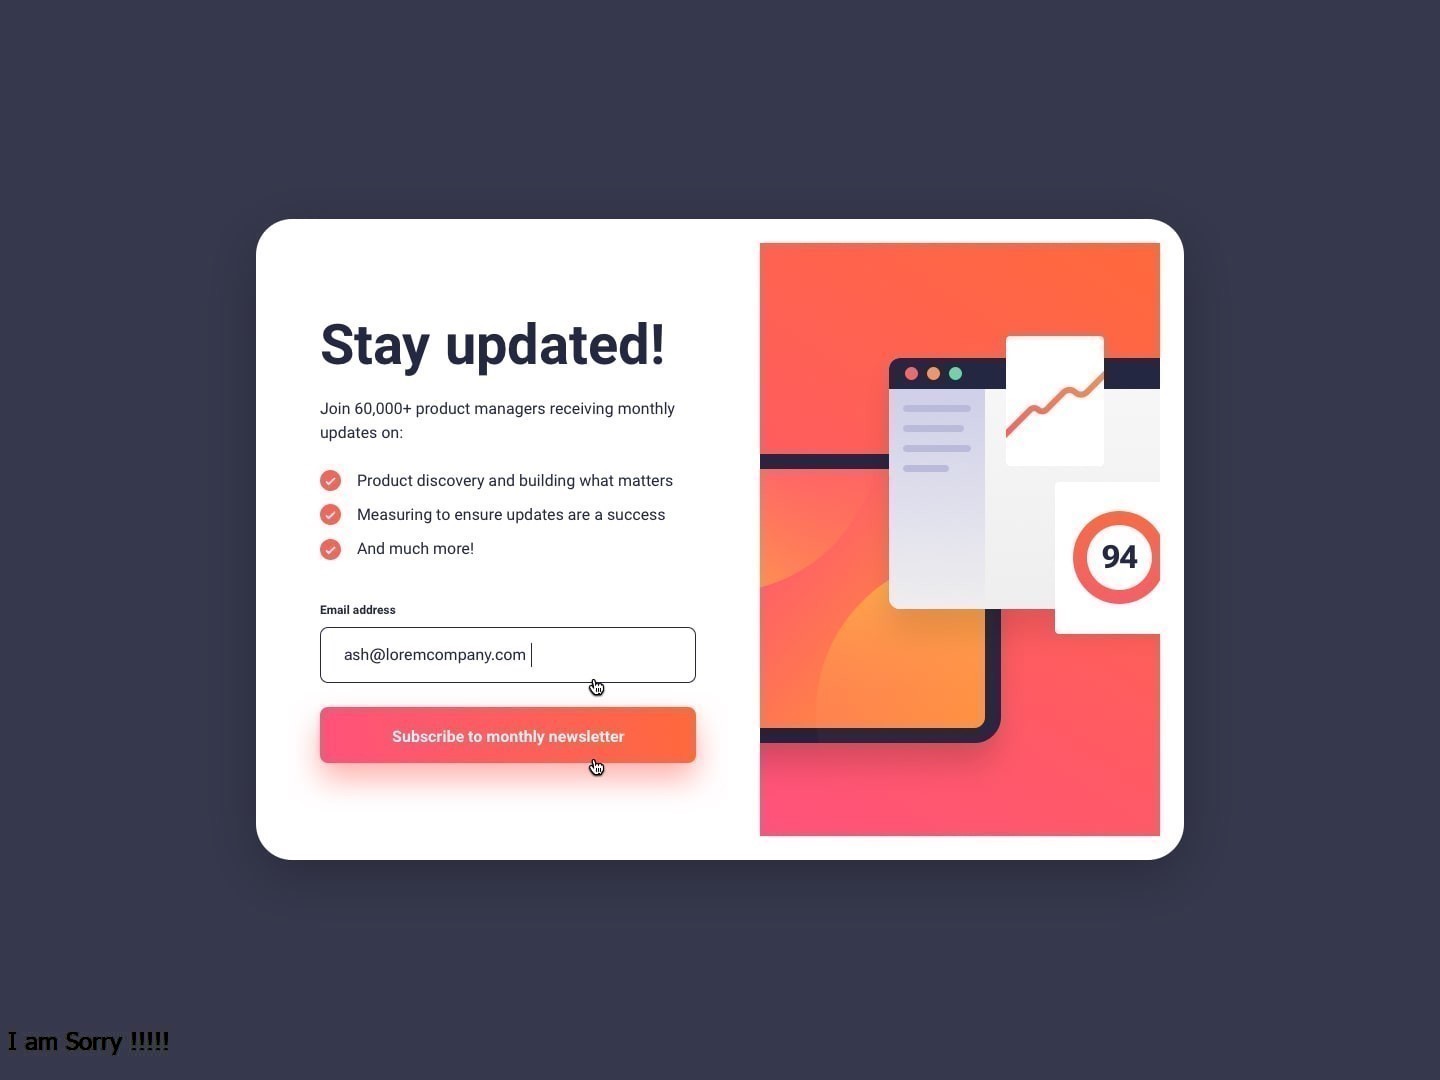 Stay updated!
Join 60,000+ product managers receiving monthly
updates on:
Product discovery and building what matters
Measuring to ensure updates are a success
And much more!
Email address
ash@loremcompany.com
Subscribe to monthly newsletter
94
I am Sorry !!!!!